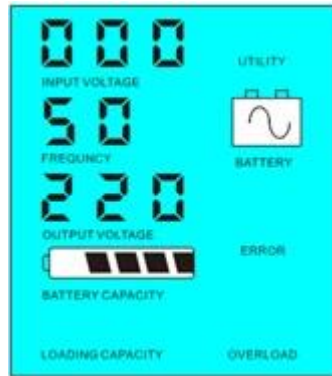 000
INPUT VOLTAGE
UTILITY
50
FREQUNCY
BATTERY
220
OUTPUT VOLTAGE
ERROR
BATTERY CAPACITY
LOADING CAPACITY
OVERLOAD